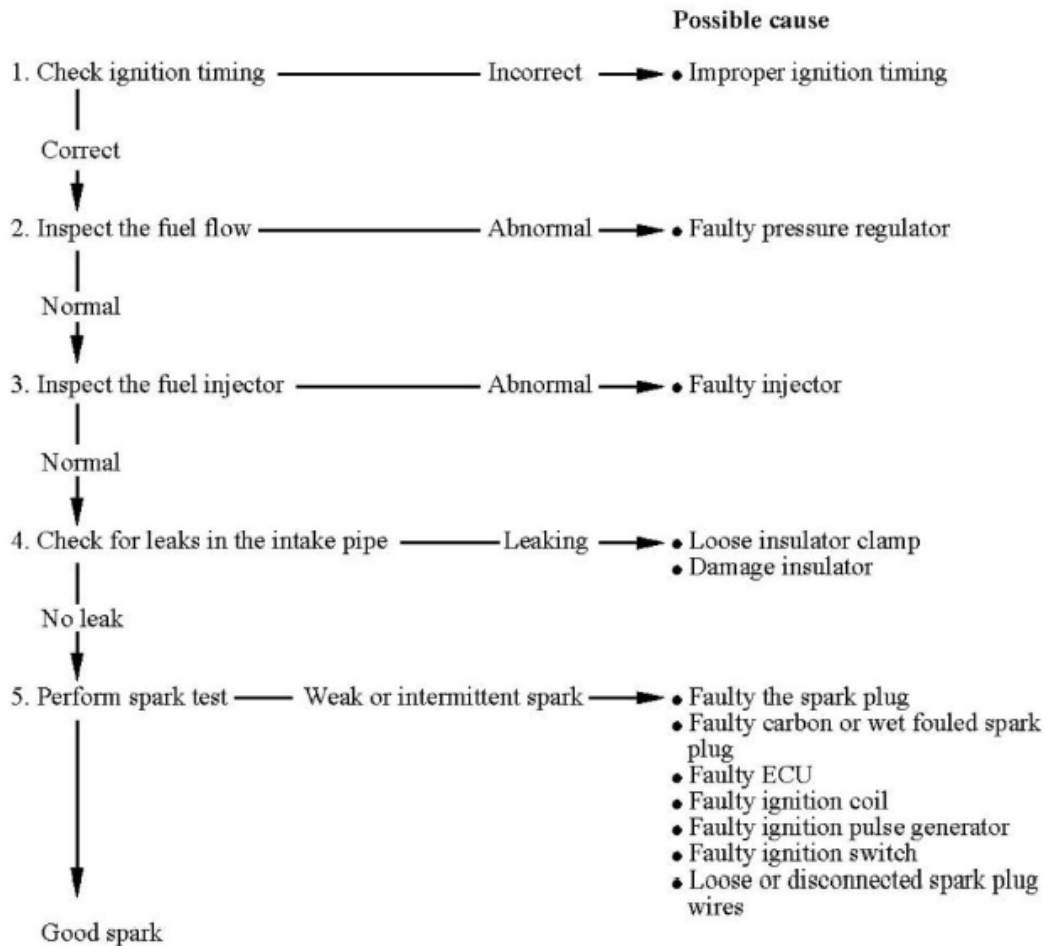 Possible cause
1. Check ignition timing Incorrect • Improper ignition timing
Correct
2. Inspect the fuel flow Abnormal • Faulty pressure regulator
Normal
3. Inspect the fuel injector Abnormal • Faulty injector
Normal
4. Check for leaks in the intake pipe Leaking • Loose insulator clamp
• Damage insulator
No leak
5. Perform spark test Weak or intermittent spark • Faulty the spark plug
• Faulty carbon or wet fouled spark
plug
• Faulty ECU
• Faulty ignition coil
• Faulty ignition pulse generator
• Faulty ignition switch
• Loose or disconnected spark plug
wires
Good spark